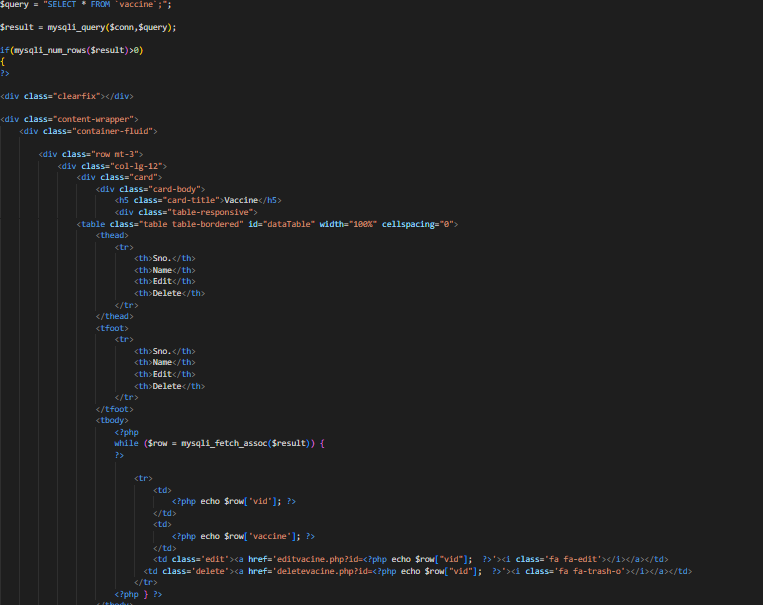 $query = "SELECT * FROM `vaccine`;";
$result = mysqli_query($conn,$query);
if(mysqli_num_rows($result)>0)
{
?>
<div class="clearfix"></div>
<div class="content-wrapper">
<div class="container-fluid">
<div class="row mt-3">
<div class="col-lg-12">
<div class="card">
<div class="card-body">
<h5 class="card-title">Vaccine</h5>
<div class="table-responsive">
<table class="table table-bordered" id="dataTable" width="100%" cellspacing="0">
<thead>
<tr>
<th>Sno.</th>
<th>Name</th>
<th>Edit</th>
<th>Delete</th>
</tr>
</thead>
<tfoot>
<tr>
<th>Sno.</th>
<th>Name</th>
<th>Edit</th>
<th>Delete</th>
</tr>
</tfoot>
<tbody>
<?php
while ($row = mysqli_fetch_assoc($result)) {
?>
<tr>
<td>
<?php echo $row['vid']; ?>
</td>
<td>
<?php echo $row['vaccine']; ?>
</td>
<td class='edit'><a href='editvacine.php?id=<?php echo $row["vid"];  ?>'><i class='fa fa-edit'></i></a></td>
<td class='delete'><a href='deletevacine.php?id=<?php echo $row["vid"];  ?>'><i class='fa fa-trash-o'></i></a></td>
</tr>
<?php } ?>
</tbody>